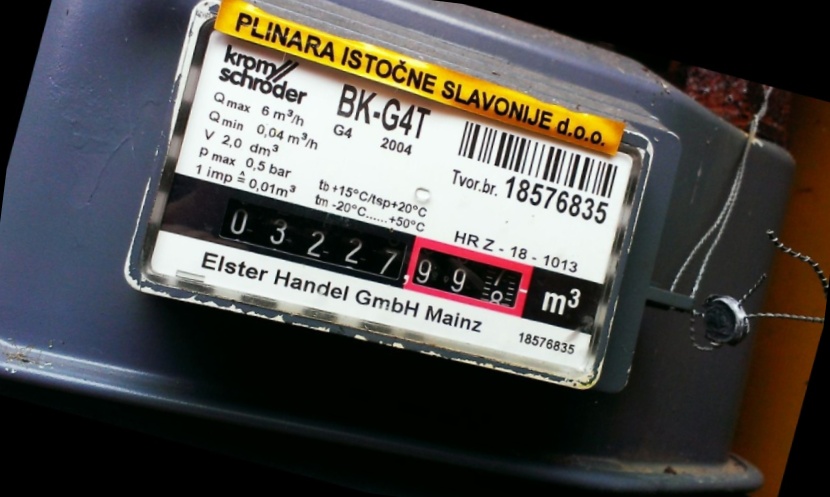 PLINARA ISTOČNE SLAVONIJE d.o.o.
krom//
schröder
BK-G4T
G4 2004
Qmax 6 m³/h
Qmin 0,04 m³/h
V 2,0 dm³
p max 0,5 bar
1 imp ≙ 0,01m³
tb +15°C/tsp+20°C
tm -20°C......+50°C
Tvor.br. 18576835
HR Z - 18 - 1013
0 3 2 2 7 9 9
m³
Elster Handel GmbH Mainz
18576835